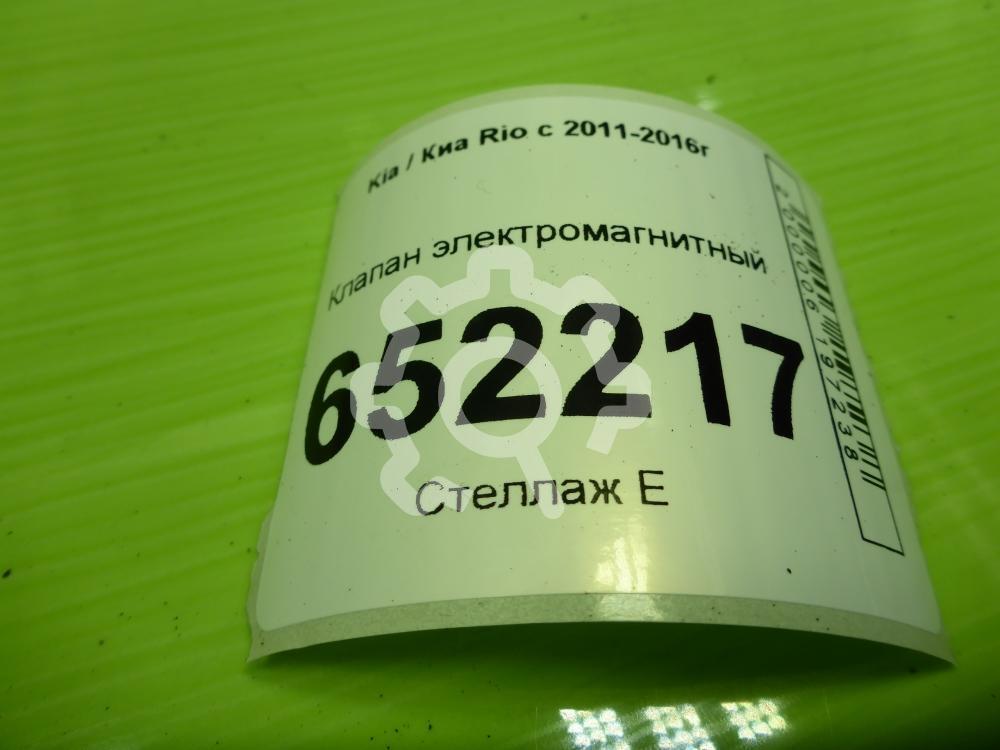 Kia / Киа Rio с 2011-2016г
Клапан электромагнитный
652217
Стеллаж Е
2000006197238